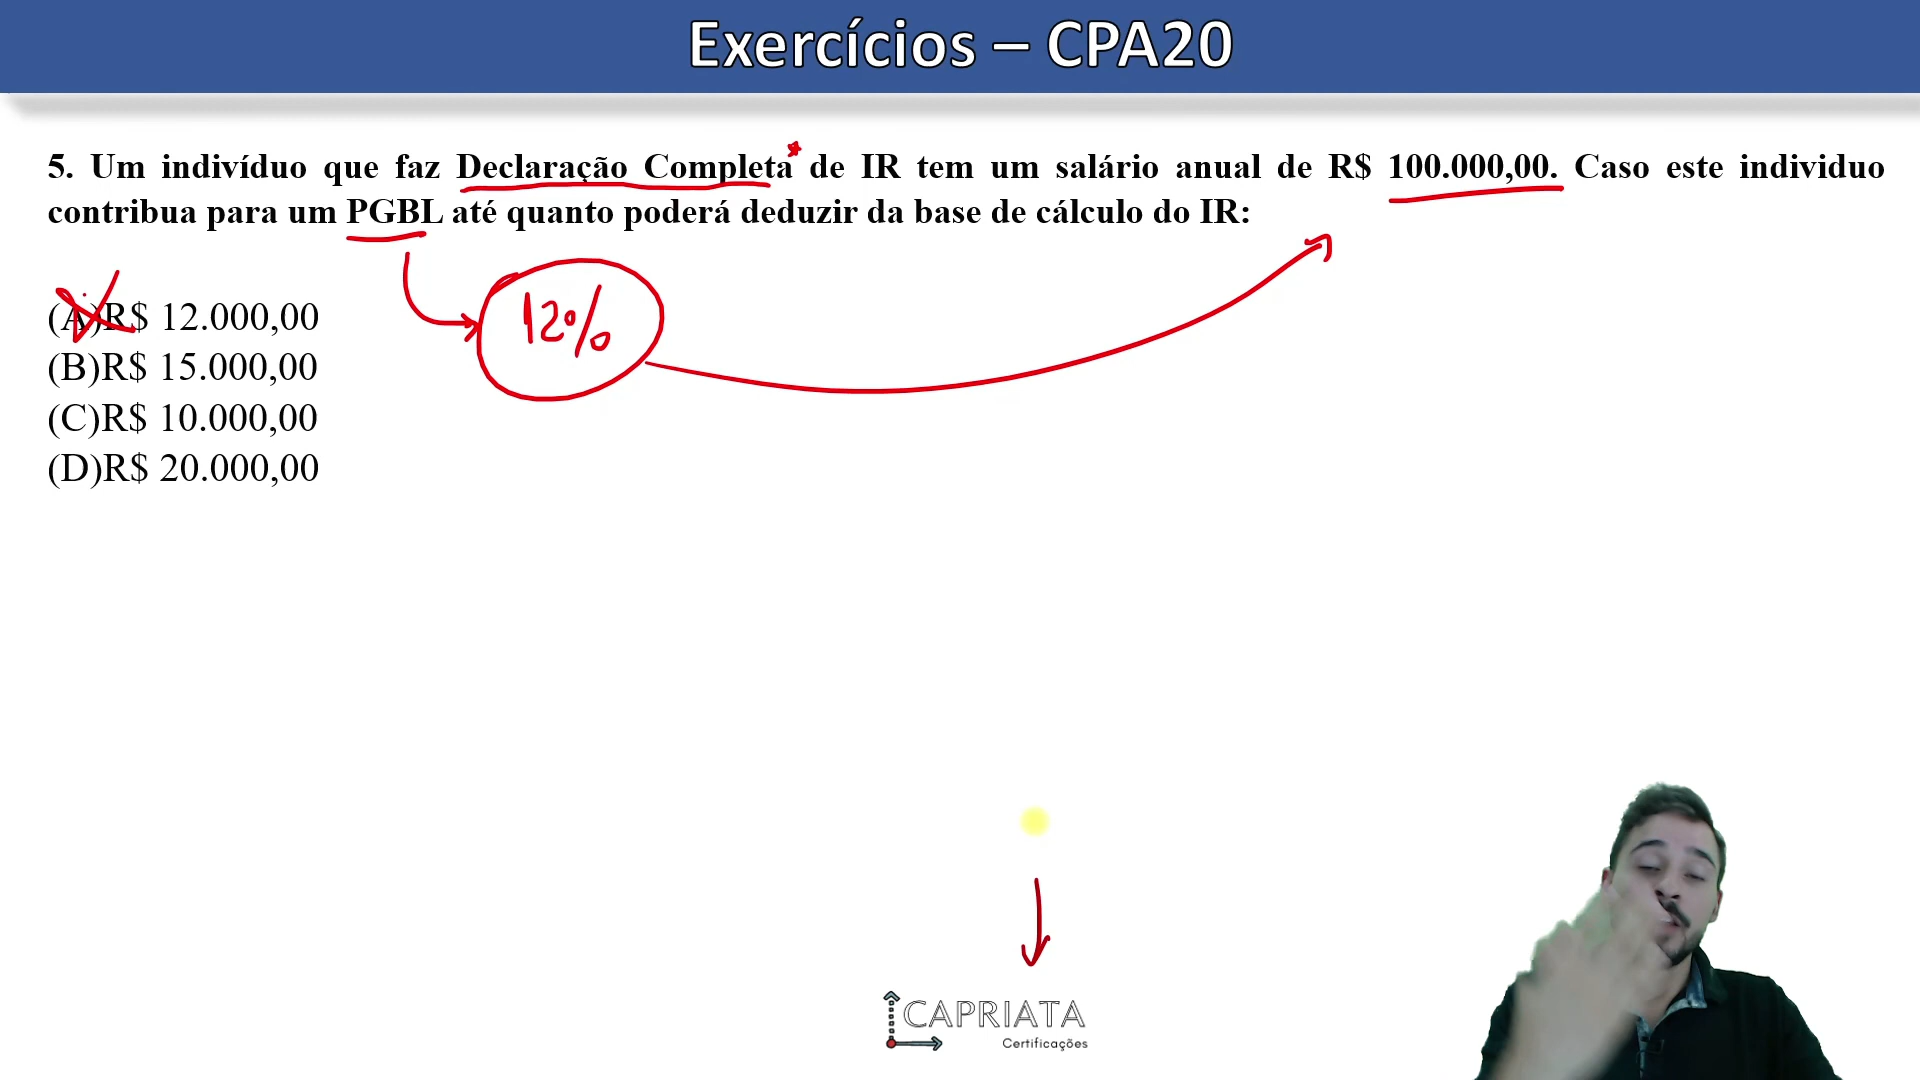 Exercícios – CPA20
5. Um indivíduo que faz Declaração Completa* de IR tem um salário anual de R$ 100.000,00. Caso este individuo
contribua para um PGBL até quanto poderá deduzir da base de cálculo do IR:
(A)R$ 12.000,00
12%
(B)R$ 15.000,00
(C)R$ 10.000,00
(D)R$ 20.000,00
CAPRIATA
Certificações